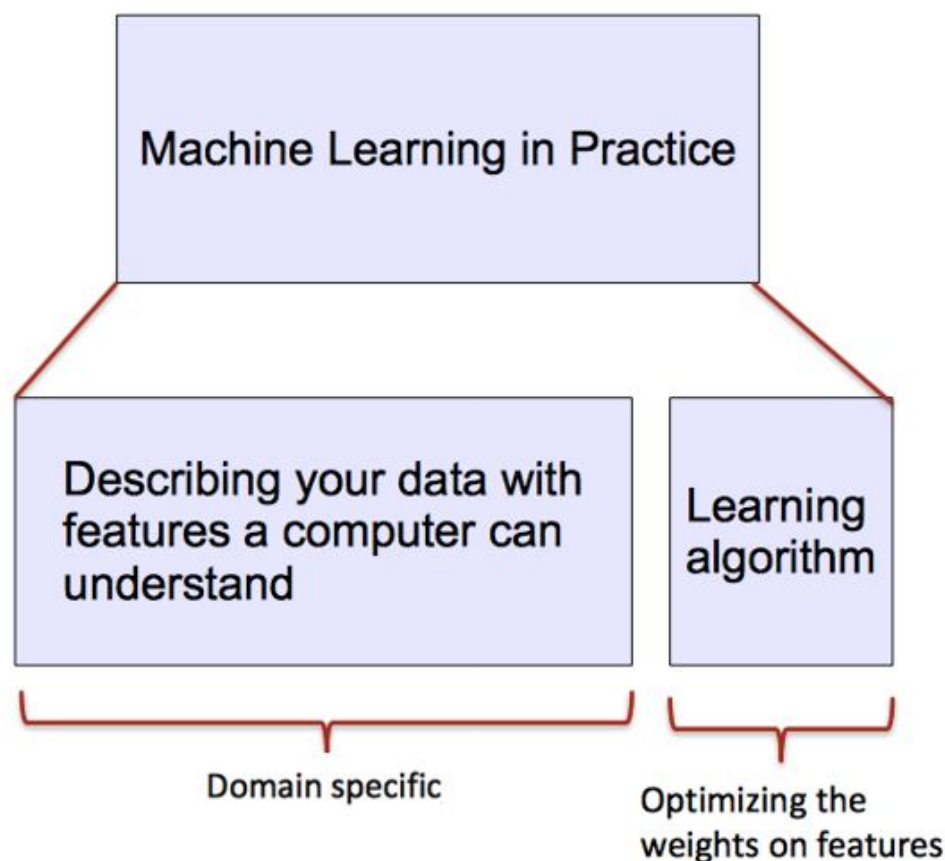 Machine Learning in Practice
Describing your data with
features a computer can
understand
Learning
algorithm
Domain specific
Optimizing the
weights on features